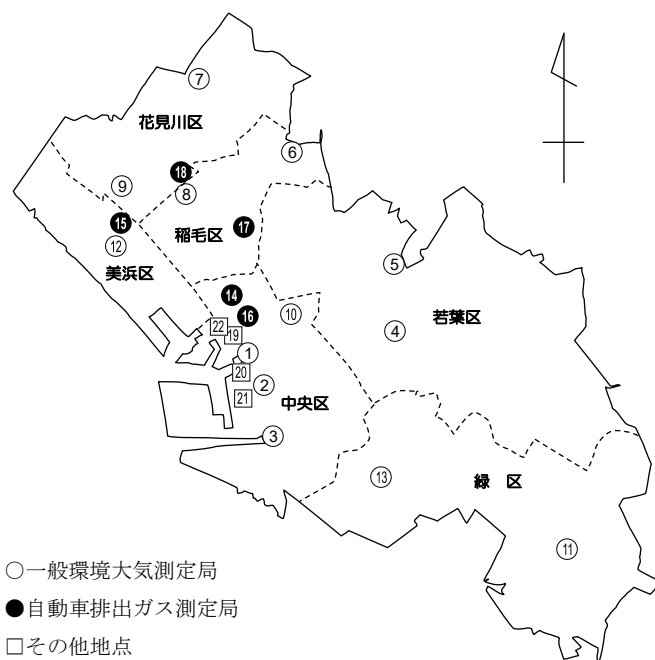 ⑦
花見川区
⑥
⑱
⑨
⑧
⑮
⑰
稲毛区
⑫
美浜区
⑤
⑭
⑯
⑩
若葉区
④
22
19
①
20
②
21
中央区
③
⑬
緑 区
⑪
○一般環境大気測定局
●自動車排出ガス測定局
□その他地点